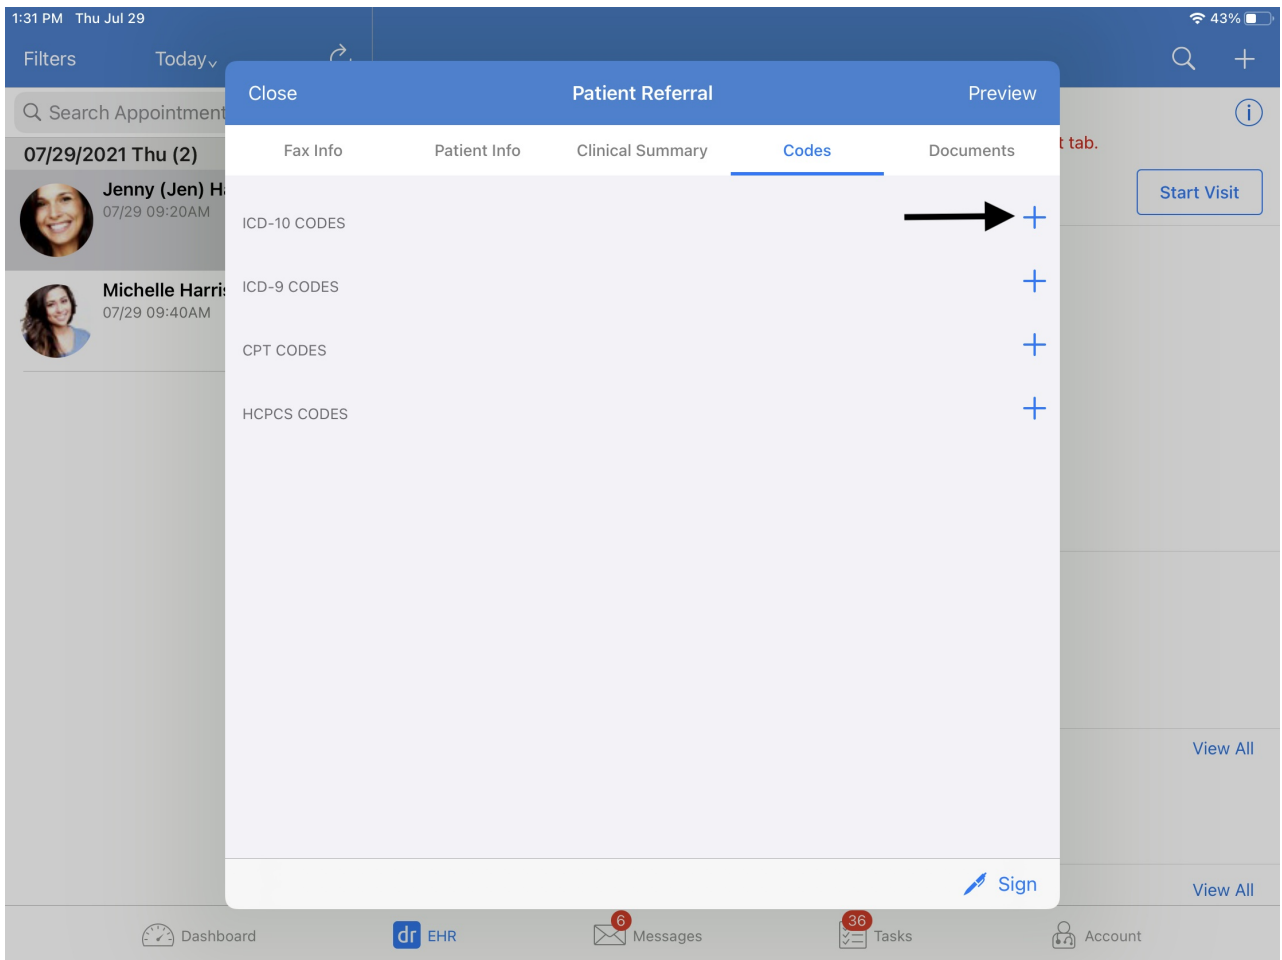 1:31 PM Thu Jul 29
43%
Filters
Today
Close
Patient Referral
Preview
Search Appointment
t tab.
07/29/2021 Thu (2)
Fax Info
Patient Info
Clinical Summary
Codes
Documents
Jenny (Jen) H
07/29 09:20AM
Start Visit
ICD-10 CODES
Michelle Harris
07/29 09:40AM
ICD-9 CODES
CPT CODES
HCPCS CODES
View All
Sign
View All
Dashboard
dr EHR
6
Messages
36
Tasks
Account